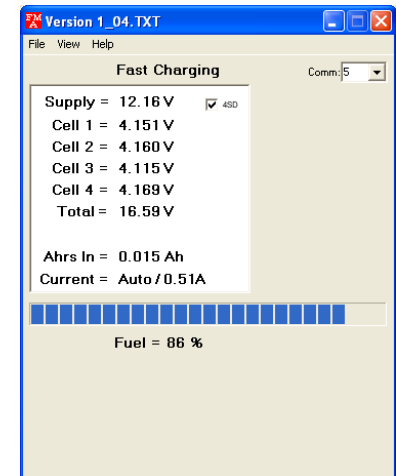 FMA Version 1_04.TXT
File View Help
Fast Charging
Comm: 5
Supply = 12.16 V
4SD
Cell 1 = 4.151 V
Cell 2 = 4.160 V
Cell 3 = 4.115 V
Cell 4 = 4.169 V
Total = 16.59 V
Ahrs In = 0.015 Ah
Current = Auto / 0.51A
Fuel = 86 %